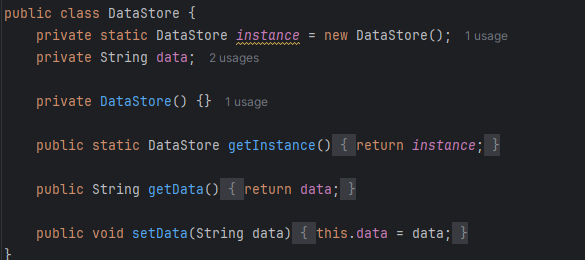 public class DataStore {
private static DataStore instance = new DataStore(); 1 usage
private String data; 2 usages
private DataStore() {} 1 usage
public static DataStore getInstance() { return instance; }
public String getData() { return data; }
public void setData(String data) { this.data = data; }
}